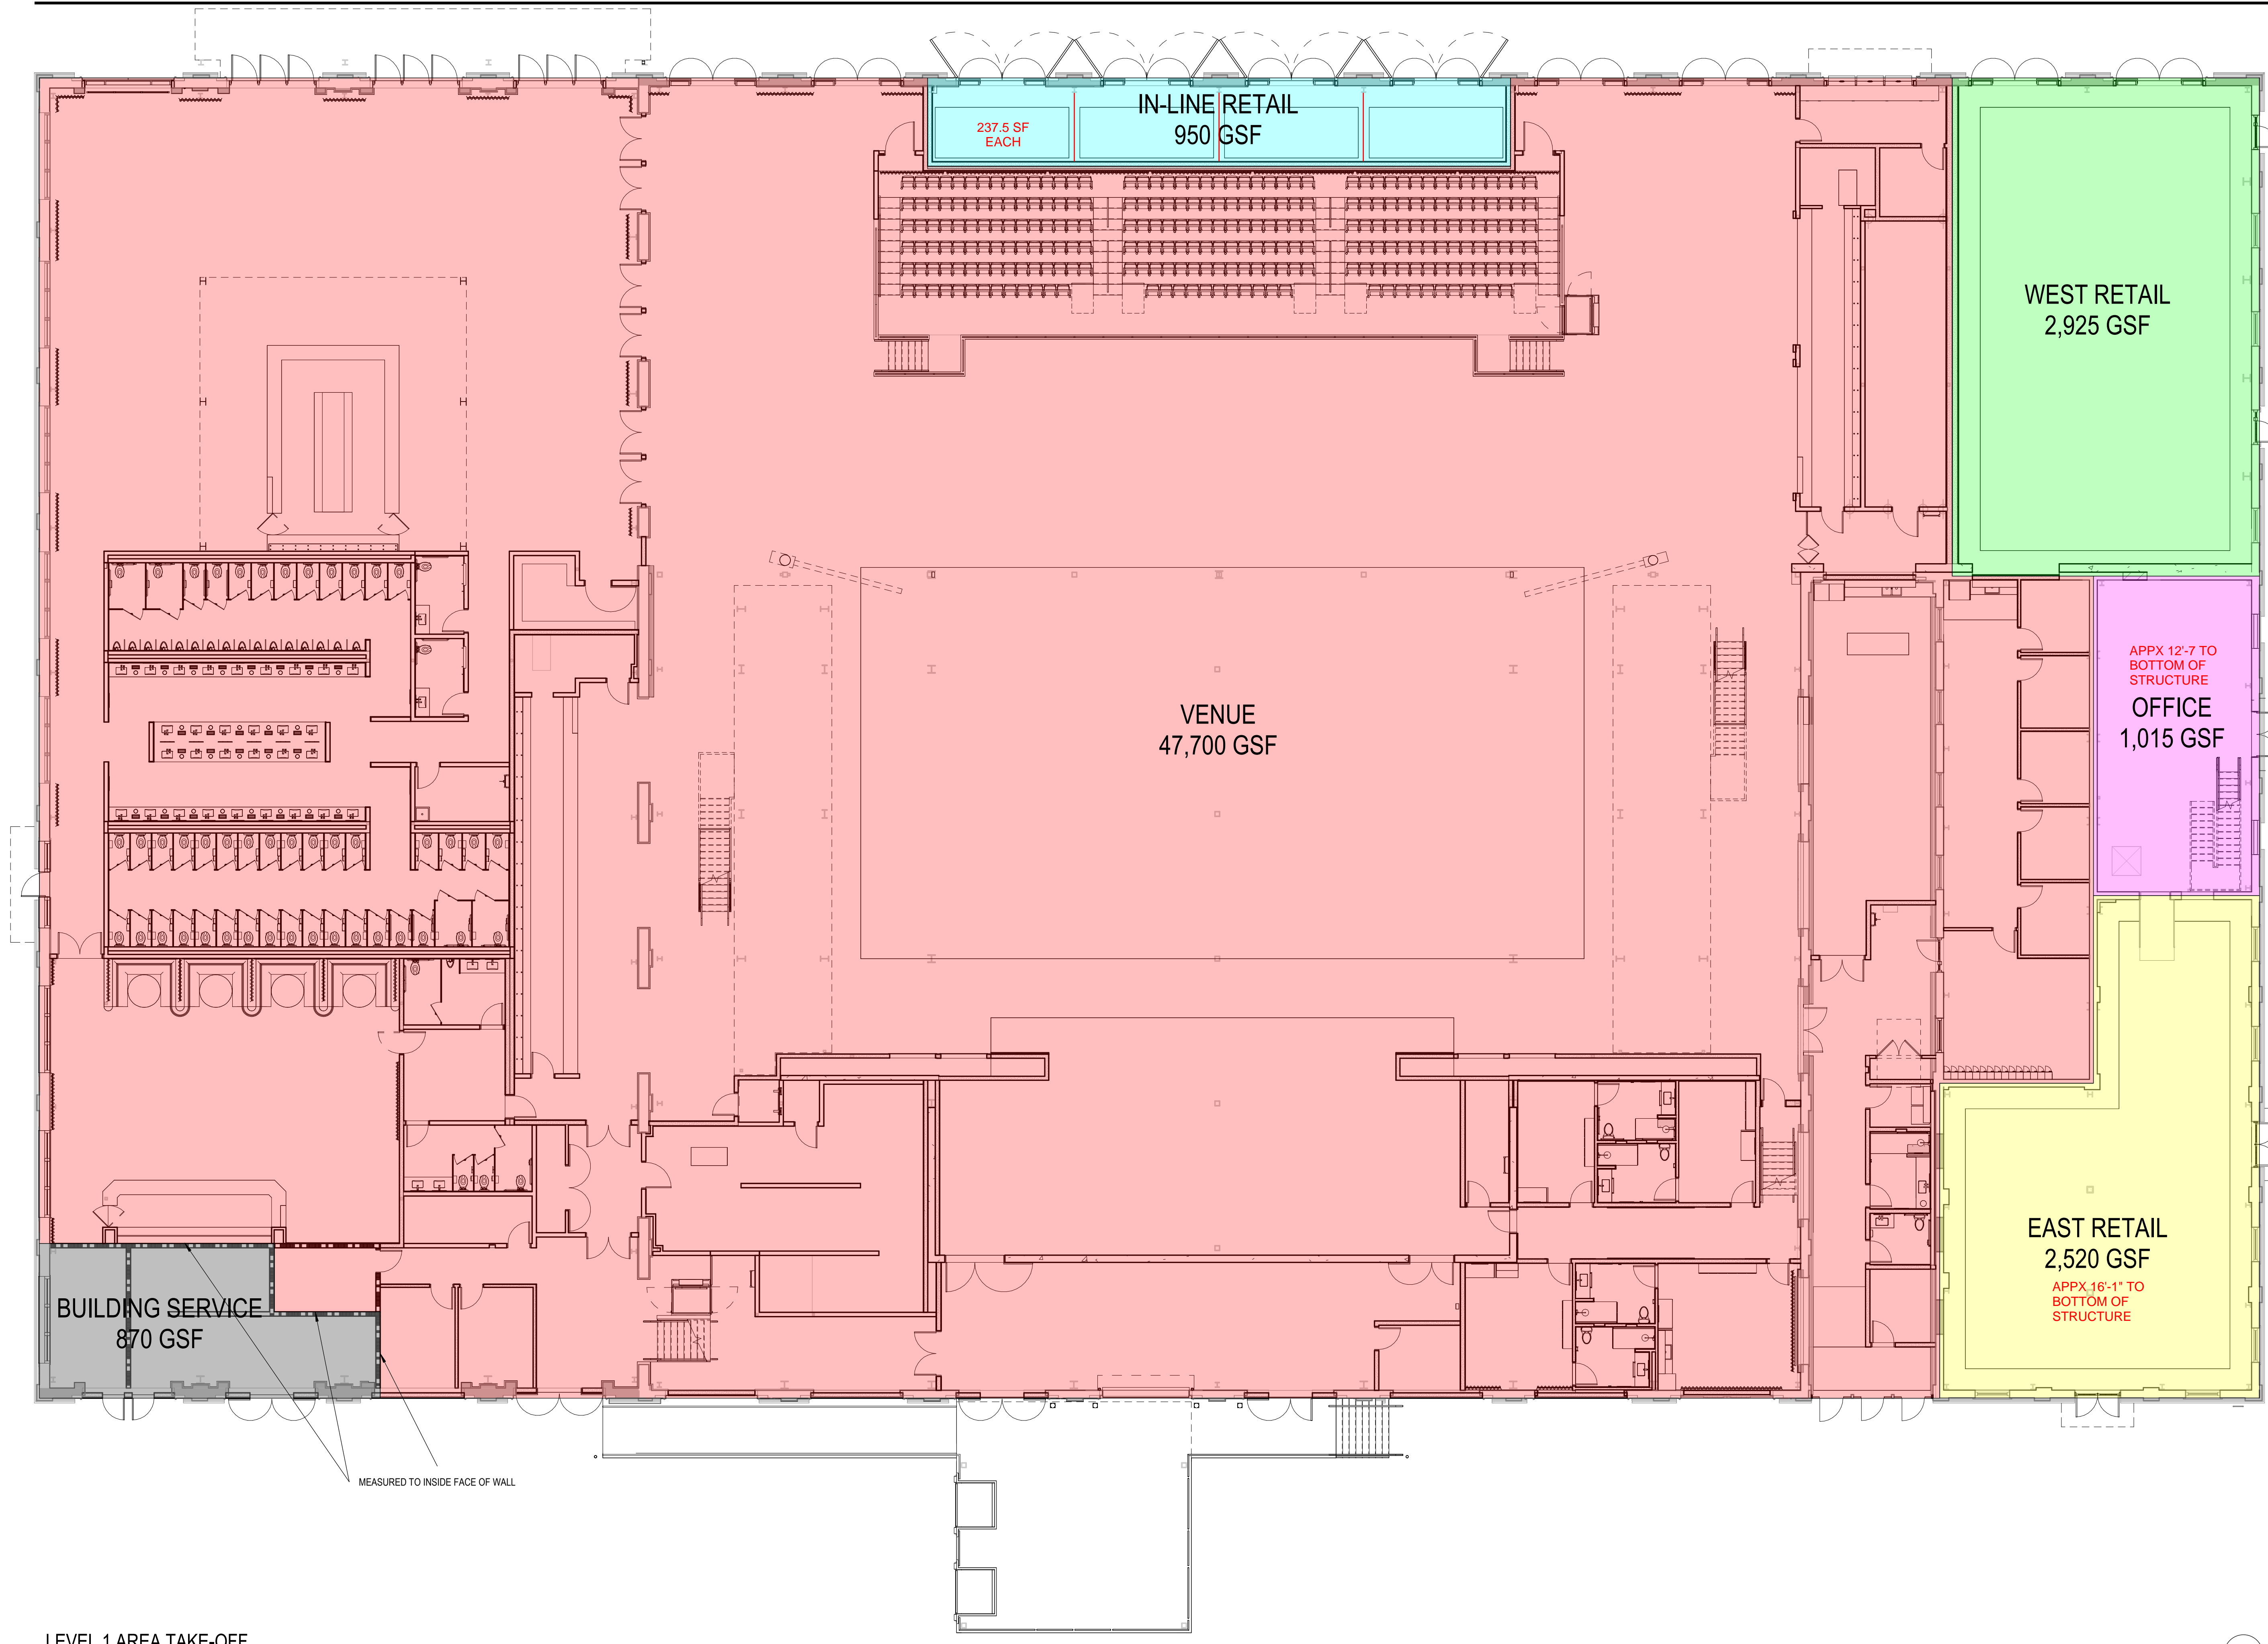 IN-LINE RETAIL
950 GSF
237.5 SF
EACH
WEST RETAIL
2,925 GSF
APPX 12'-7 TO
BOTTOM OF
STRUCTURE
OFFICE
1,015 GSF
VENUE
47,700 GSF
EAST RETAIL
2,520 GSF
APPX 16'-1" TO
BOTTOM OF
STRUCTURE
BUILDING SERVICE
870 GSF
MEASURED TO INSIDE FACE OF WALL
LEVEL 1 AREA TAKE-OFF